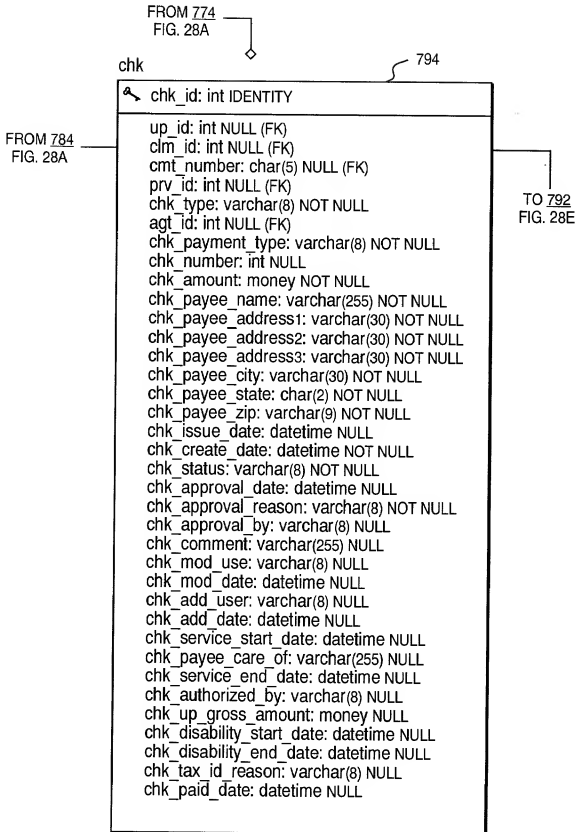 FROM 774
FIG. 28A
794
chk
chk_id: int IDENTITY
FROM 784
FIG. 28A
TO 792
FIG. 28E
up_id: int NULL (FK)
clm_id: int NULL (FK)
cmt_number: char(5) NULL (FK)
prv_id: int NULL (FK)
chk_type: varchar(8) NOT NULL
agt_id: int NULL (FK)
chk_payment_type: varchar(8) NOT NULL
chk_number: int NULL
chk_amount: money NOT NULL
chk_payee_name: varchar(255) NOT NULL
chk_payee_address1: varchar(30) NOT NULL
chk_payee_address2: varchar(30) NOT NULL
chk_payee_address3: varchar(30) NOT NULL
chk_payee_city: varchar(30) NOT NULL
chk_payee_state: char(2) NOT NULL
chk_payee_zip: varchar(9) NOT NULL
chk_issue_date: datetime NULL
chk_create_date: datetime NOT NULL
chk_status: varchar(8) NOT NULL
chk_approval_date: datetime NULL
chk_approval_reason: varchar(8) NOT NULL
chk_approval_by: varchar(8) NULL
chk_comment: varchar(255) NULL
chk_mod_use: varchar(8) NULL
chk_mod_date: datetime NULL
chk_add_user: varchar(8) NULL
chk_add_date: datetime NULL
chk_service_start_date: datetime NULL
chk_payee_care_of: varchar(255) NULL
chk_service_end_date: datetime NULL
chk_authorized_by: varchar(8) NULL
chk_up_gross_amount: money NULL
chk_disability_start_date: datetime NULL
chk_disability_end_date: datetime NULL
chk_tax_id_reason: varchar(8) NULL
chk_paid_date: datetime NULL